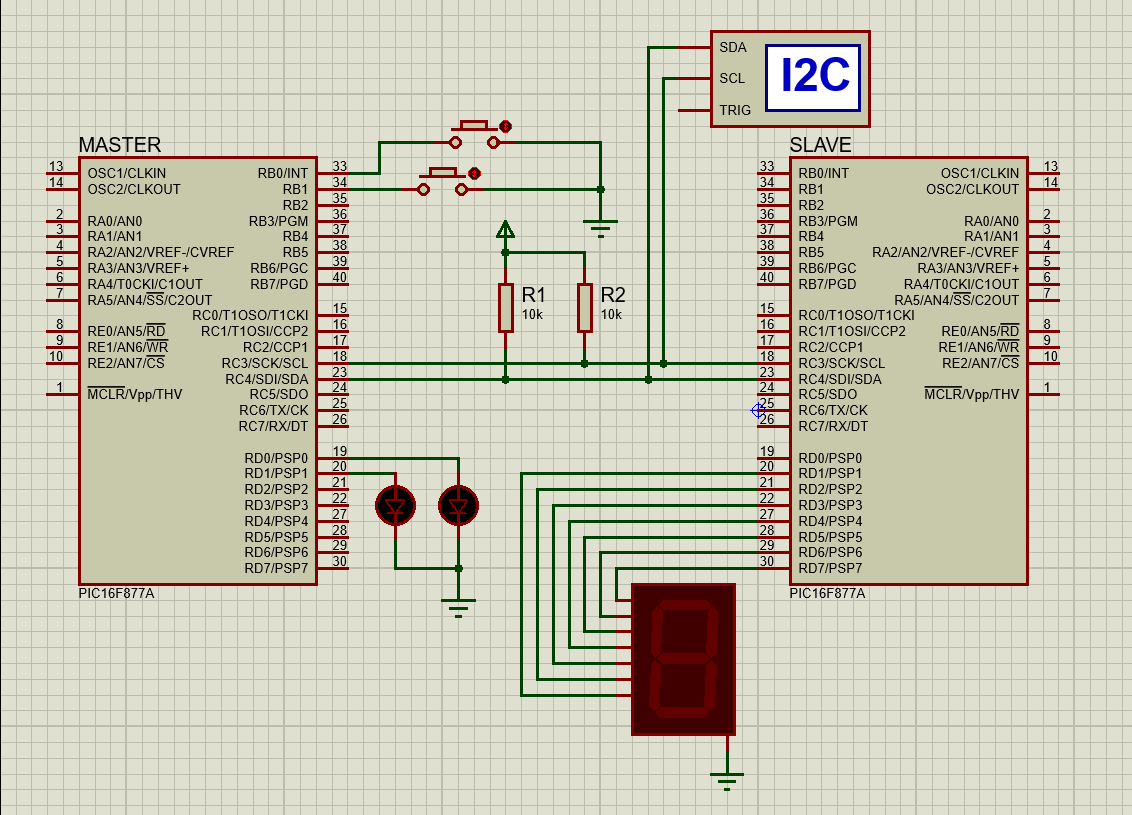 SDA
SCL
TRIG
I2C
MASTER
13 OSC1/CLKIN
14 OSC2/CLKOUT
2 RA0/AN0
3 RA1/AN1
4 RA2/AN2/VREF-/CVREF
5 RA3/AN3/VREF+
6 RA4/T0CKI/C1OUT
7 RA5/AN4/SS/C2OUT
8 RE0/AN5/RD
9 RE1/AN6/WR
10 RE2/AN7/CS
1 MCLR/Vpp/THV
RB0/INT 33
RB1 34
RB2 35
RB3/PGM 36
RB4 37
RB5 38
RB6/PGC 39
RB7/PGD 40
RC0/T1OSO/T1CKI 15
RC1/T1OSI/CCP2 16
RC2/CCP1 17
RC3/SCK/SCL 18
RC4/SDI/SDA 23
RC5/SDO 24
RC6/TX/CK 25
RC7/RX/DT 26
RD0/PSP0 19
RD1/PSP1 20
RD2/PSP2 21
RD3/PSP3 22
RD4/PSP4 27
RD5/PSP5 28
RD6/PSP6 29
RD7/PSP7 30
PIC16F877A
R1
10k
R2
10k
SLAVE
33 RB0/INT
34 RB1
35 RB2
36 RB3/PGM
37 RB4
38 RB5
39 RB6/PGC
40 RB7/PGD
15 RC0/T1OSO/T1CKI
16 RC1/T1OSI/CCP2
17 RC2/CCP1
18 RC3/SCK/SCL
23 RC4/SDI/SDA
24 RC5/SDO
25 RC6/TX/CK
26 RC7/RX/DT
19 RD0/PSP0
20 RD1/PSP1
21 RD2/PSP2
22 RD3/PSP3
27 RD4/PSP4
28 RD5/PSP5
29 RD6/PSP6
30 RD7/PSP7
OSC1/CLKIN 13
OSC2/CLKOUT 14
RA0/AN0 2
RA1/AN1 3
RA2/AN2/VREF-/CVREF 4
RA3/AN3/VREF+ 5
RA4/T0CKI/C1OUT 6
RA5/AN4/SS/C2OUT 7
RE0/AN5/RD 8
RE1/AN6/WR 9
RE2/AN7/CS 10
MCLR/Vpp/THV 1
PIC16F877A